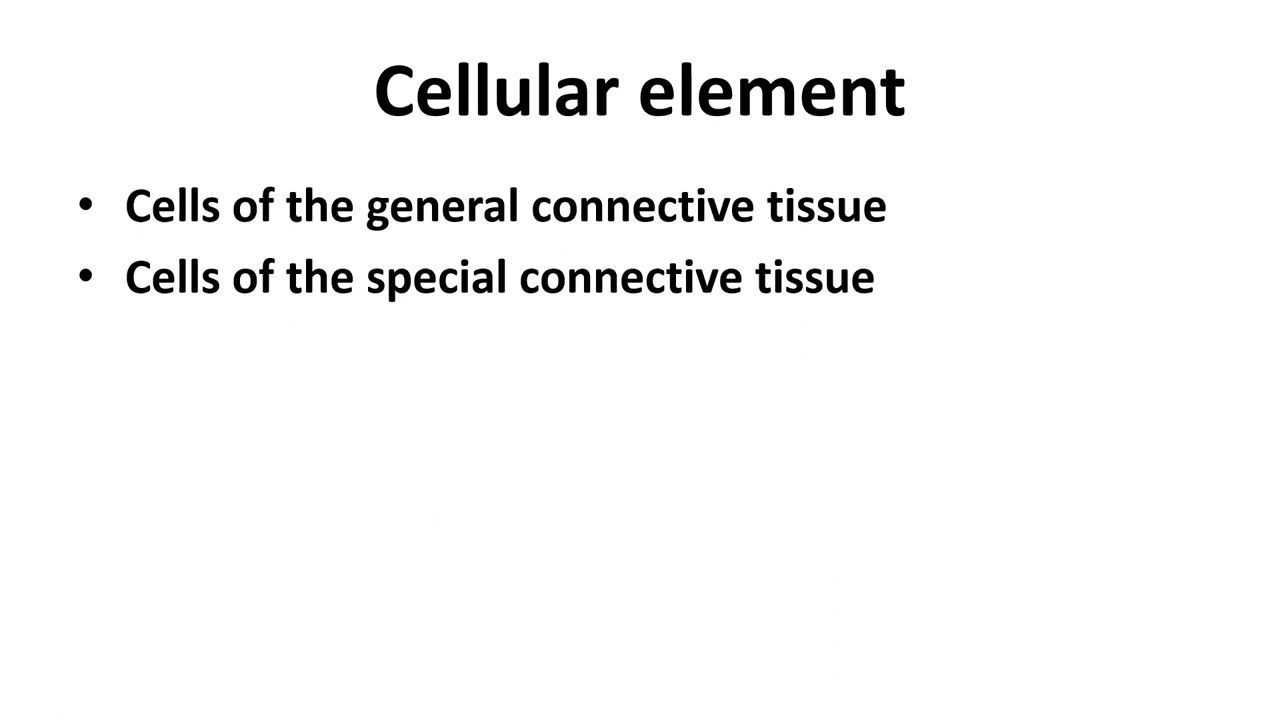 Cellular element
• Cells of the general connective tissue
• Cells of the special connective tissue